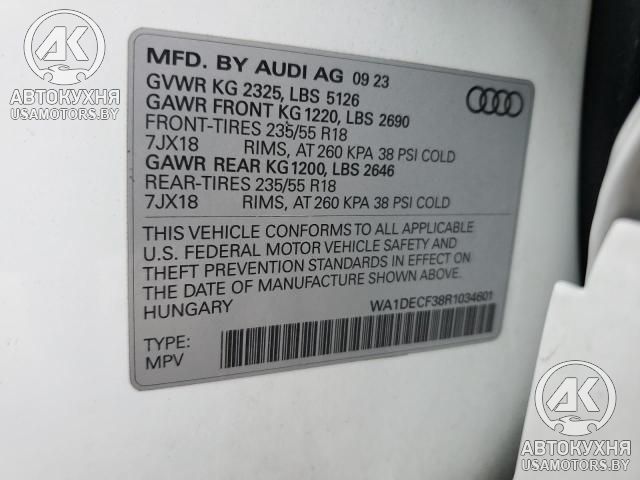 MFD. BY AUDI AG 09 23
GVWR KG 2325, LBS 5126
GAWR FRONT KG 1220, LBS 2690
FRONT-TIRES 235/55 R18
7JX18 RIMS, AT 260 KPA 38 PSI COLD
GAWR REAR KG 1200, LBS 2646
REAR-TIRES 235/55 R18
7JX18 RIMS, AT 260 KPA 38 PSI COLD
THIS VEHICLE CONFORMS TO ALL APPLICABLE
U.S. FEDERAL MOTOR VEHICLE SAFETY AND
THEFT PREVENTION STANDARDS IN EFFECT ON
THE DATE OF MANUFACTURE SHOWN ABOVE.
HUNGARY
WA1DECF38R1034601
TYPE:
MPV
АК
АВТОКУХНЯ
USAMOTORS.BY
АК
АВТОКУХНЯ
USAMOTORS.BY